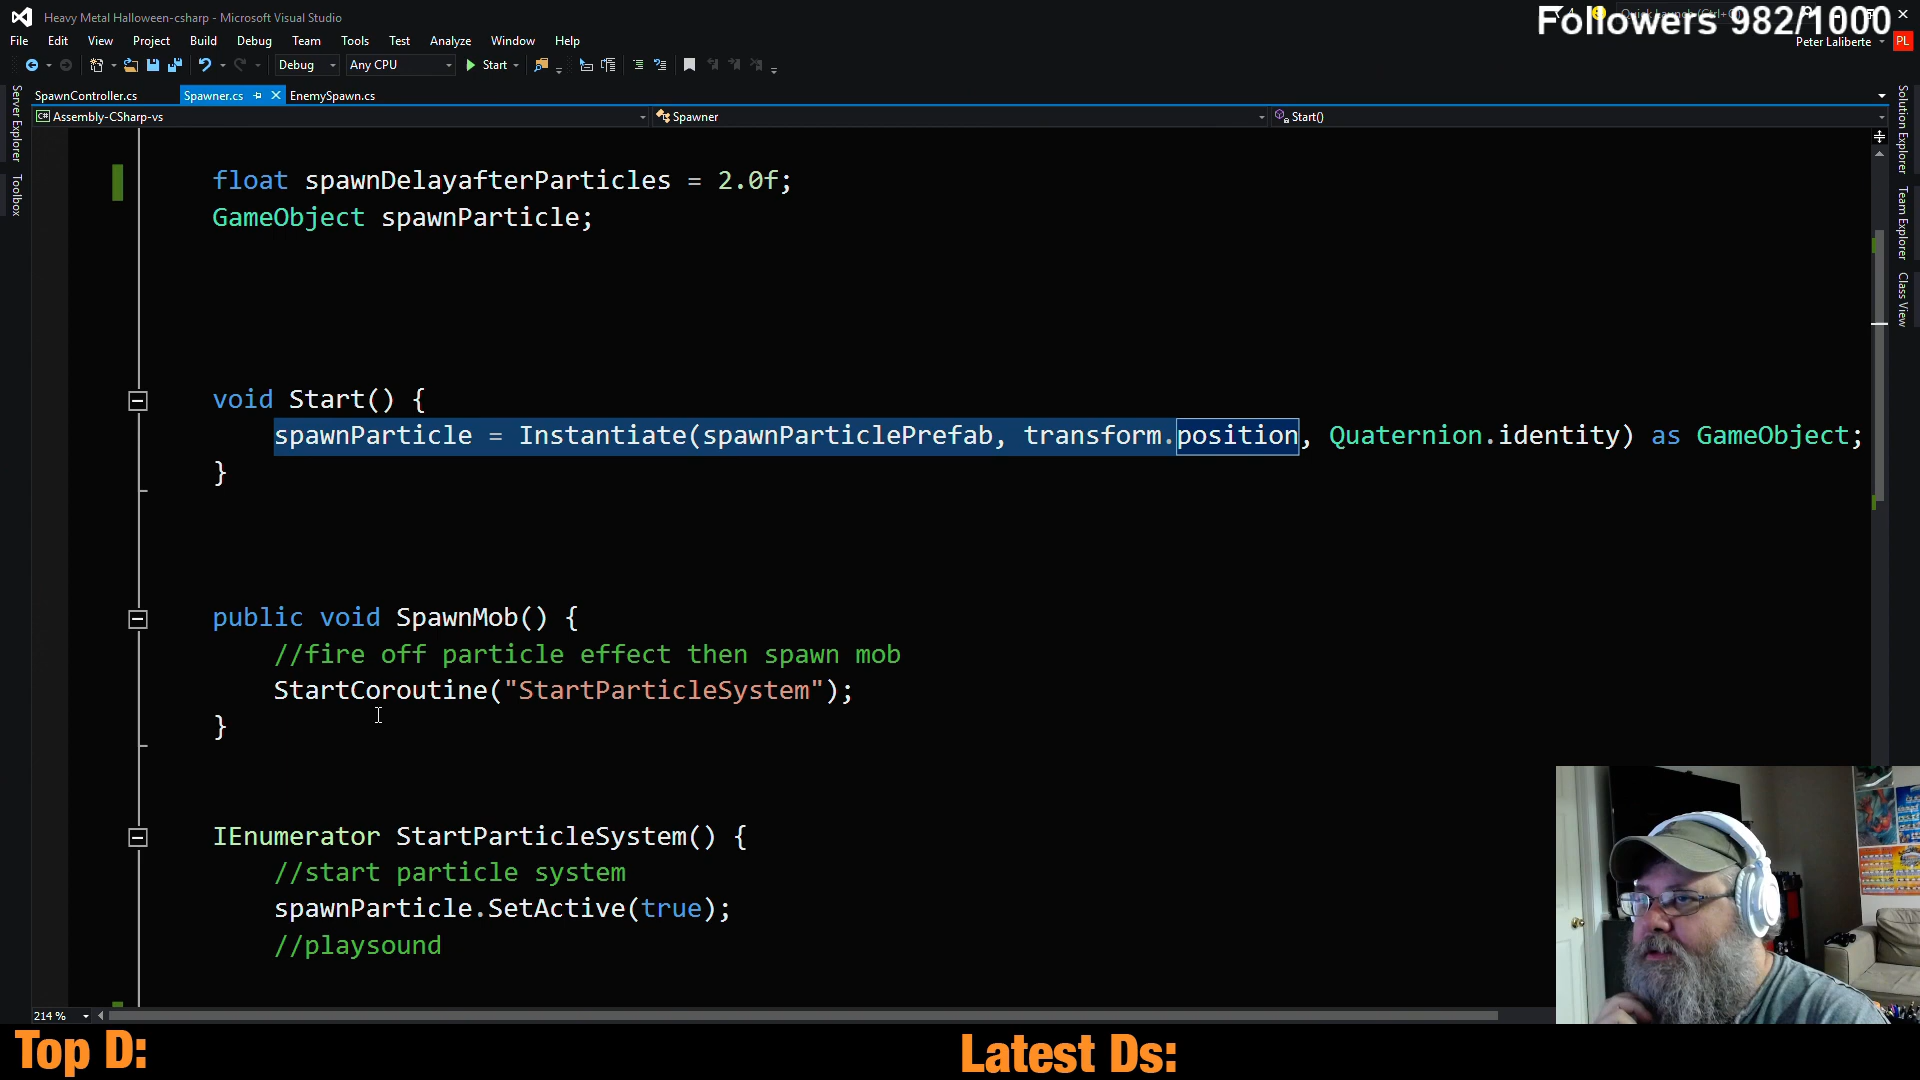 Heavy Metal Halloween-csharp - Microsoft Visual Studio
Followers 982/1000
File Edit View Project Build Debug Team Tools Test Analyze Window Help
Peter Laliberte PL
Debug Any CPU Start
SpawnController.cs Spawner.cs EnemySpawn.cs
Assembly-CSharp-vs Spawner Start()
Server Explorer
Toolbox
Solution Explorer
Team Explorer
Class View
float spawnDelayafterParticles = 2.0f;
GameObject spawnParticle;
void Start() {
spawnParticle = Instantiate(spawnParticlePrefab, transform.position, Quaternion.identity) as GameObject;
}
public void SpawnMob() {
//fire off particle effect then spawn mob
StartCoroutine("StartParticleSystem");
}
IEnumerator StartParticleSystem() {
//start particle system
spawnParticle.SetActive(true);
//playsound
214 %
Top D: Latest Ds: